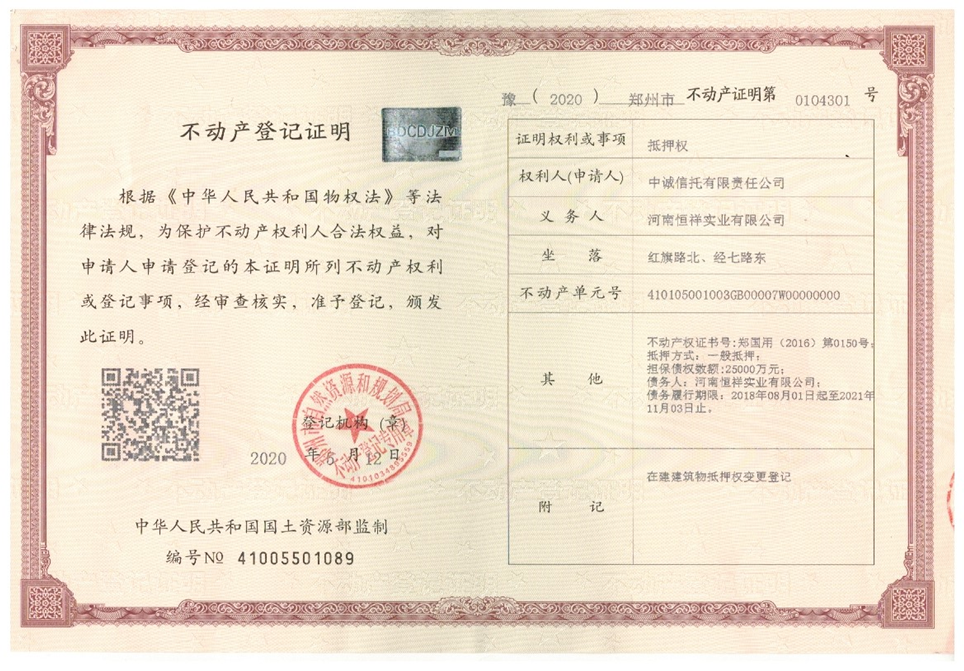 不动产登记证明
BDCDJZM
根据《中华人民共和国物权法》等法
律法规，为保护不动产权利人合法权益，对
申请人申请登记的本证明所列不动产权利
或登记事项，经审查核实，准予登记，颁发
此证明。
登记机构（章）
2020 年 6 月 12 日
中华人民共和国国土资源部监制
编号№ 41005501089
豫（2020）郑州市 不动产证明第 0104301 号
证明权利或事项 抵押权
权利人(申请人) 中诚信托有限责任公司
义务人 河南恒祥实业有限公司
坐落 红旗路北、经七路东
不动产单元号 410105001003GB00007W00000000
其他
不动产权证书号:郑国用（2016）第0150号;
抵押方式：一般抵押;
担保债权数额:25000万元;
债务人：河南恒祥实业有限公司;
债务履行期限：2018年08月01日起至2021年
11月03日止。
附记
在建建筑物抵押权变更登记